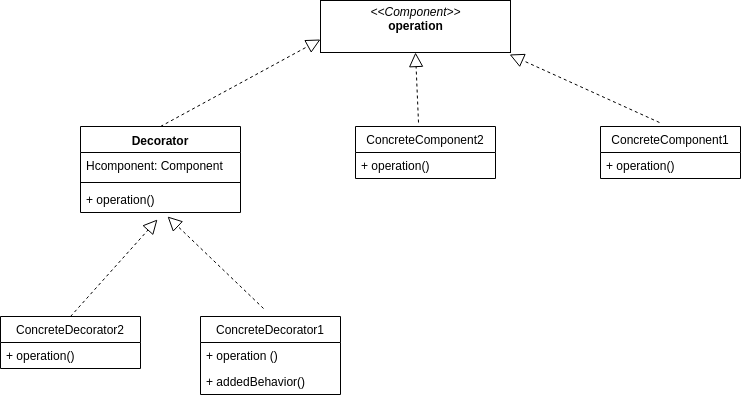 <<Component>>
operation
Decorator
Hcomponent: Component
+ operation()
ConcreteComponent2
+ operation()
ConcreteComponent1
+ operation()
ConcreteDecorator2
+ operation()
ConcreteDecorator1
+ operation ()
+ addedBehavior()